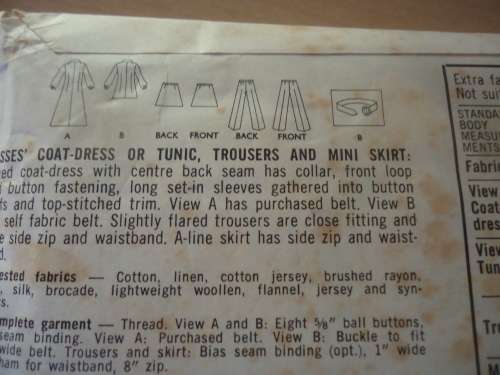 A B BACK FRONT BACK FRONT B
SSES' COAT-DRESS OR TUNIC, TROUSERS AND MINI SKIRT:
ed coat-dress with centre back seam has collar, front loop
button fastening, long set-in sleeves gathered into button
fs and top-stitched trim. View A has purchased belt. View B
self fabric belt. Slightly flared trousers are close fitting and
e side zip and waistband. A-line skirt has side zip and waist-
d.
ested fabrics — Cotton, linen, cotton jersey, brushed rayon,
, silk, brocade, lightweight woollen, flannel, jersey and syn-
s.
mplete garment — Thread. View A and B: Eight 5/8" ball buttons,
seam binding. View A: Purchased belt. View B: Buckle to fit
wide belt. Trousers and skirt: Bias seam binding (opt.), 1" wide
ham for waistband, 8" zip.
Extra fa
Not sui
STANDA
BODY
MEASU
MENTS
Fabric
View
Coat-
dres
View
Tun
Tro
M